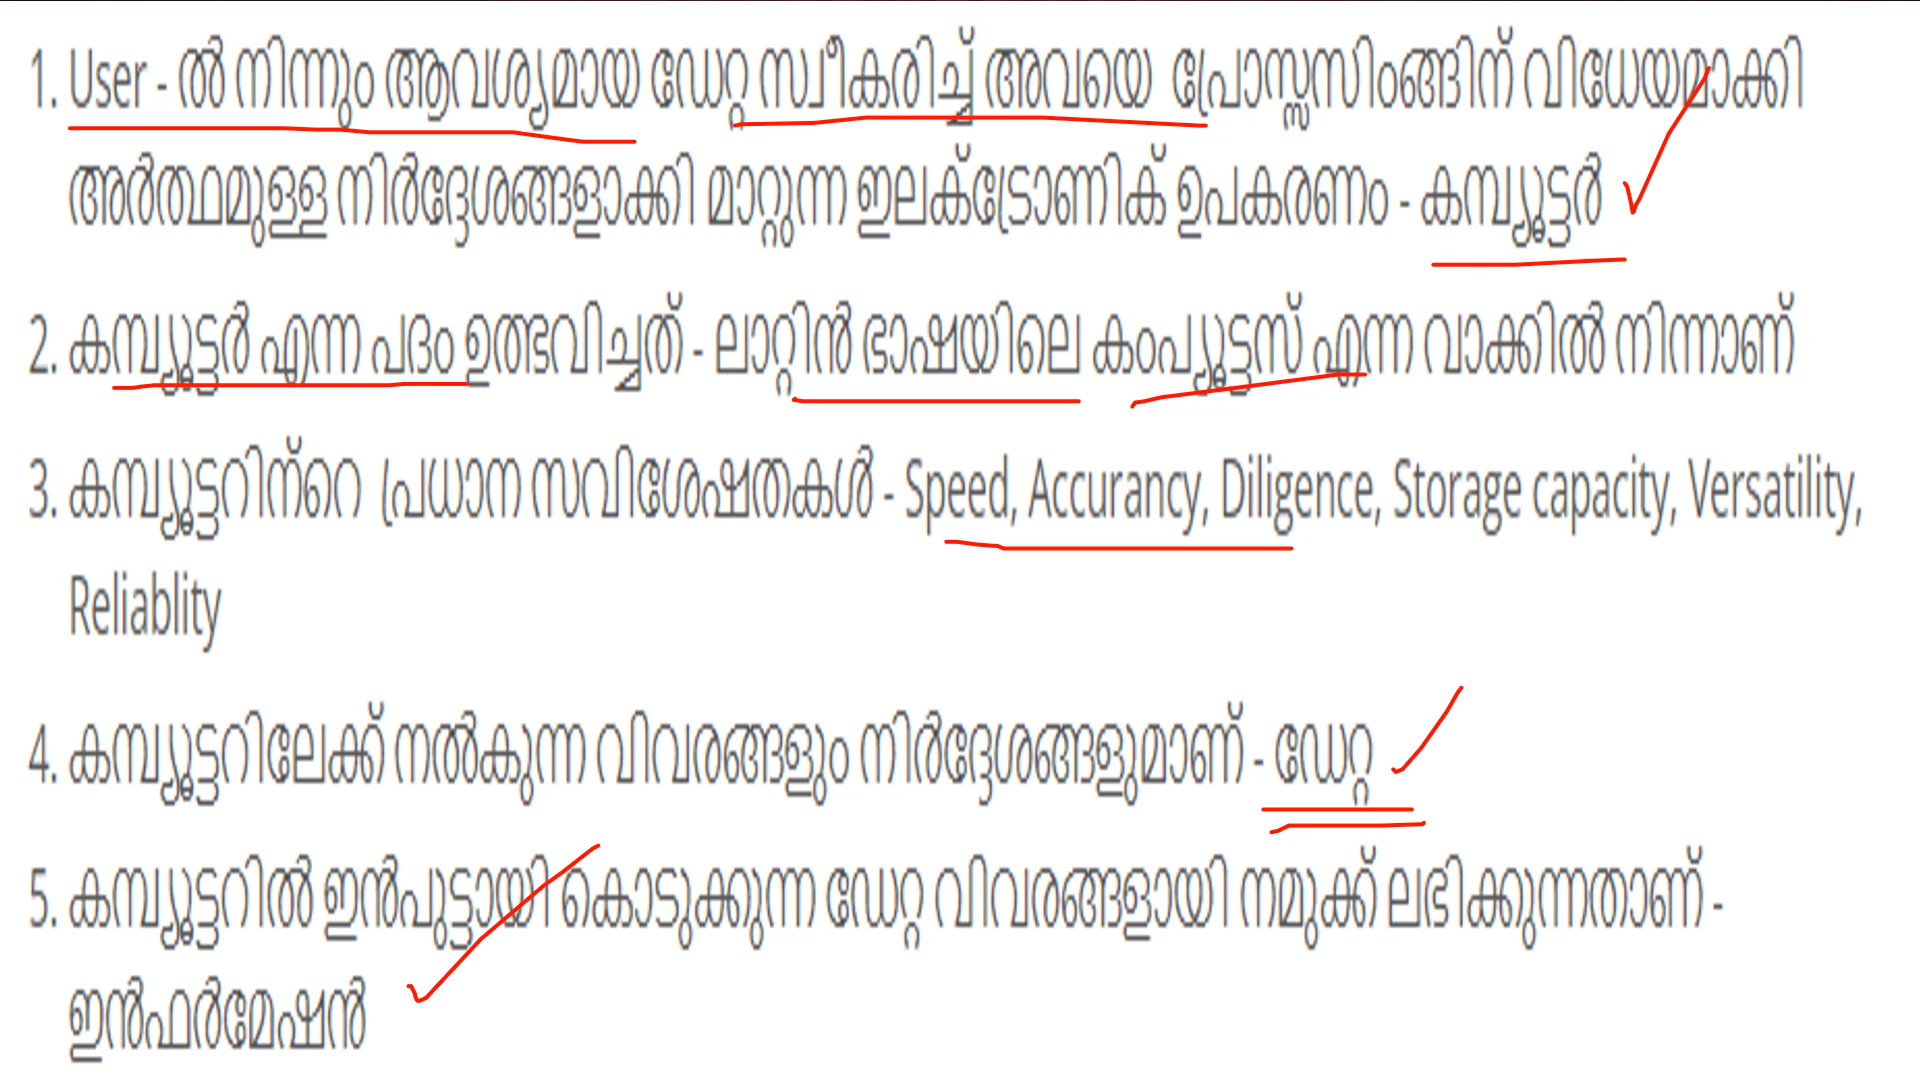 1. User - ൽ നിന്നും ആവശ്യമായ ഡേറ്റ സ്വീകരിച്ച് അവയെ പ്രോസ്സസിംങ്ങിന് വിധേയമാക്കി
അർത്ഥമുള്ള നിർദ്ദേശങ്ങളാക്കി മാറ്റുന്ന ഇലക്ട്രോണിക് ഉപകരണം - കമ്പ്യൂട്ടർ
2. കമ്പ്യൂട്ടർ എന്ന പദം ഉത്ഭവിച്ചത് - ലാറ്റിൻ ഭാഷയിലെ കംപ്യൂട്ടസ് എന്ന വാക്കിൽ നിന്നാണ്
3. കമ്പ്യൂട്ടറിന്റെ പ്രധാന സവിശേഷതകൾ - Speed, Accurancy, Diligence, Storage capacity, Versatility,
Reliablity
4. കമ്പ്യൂട്ടറിലേക്ക് നൽകുന്ന വിവരങ്ങളും നിർദ്ദേശങ്ങളുമാണ് - ഡേറ്റ
5. കമ്പ്യൂട്ടറിൽ ഇൻപുട്ടായി കൊടുക്കുന്ന ഡേറ്റ വിവരങ്ങളായി നമുക്ക് ലഭിക്കുന്നതാണ് -
ഇൻഫർമേഷൻ